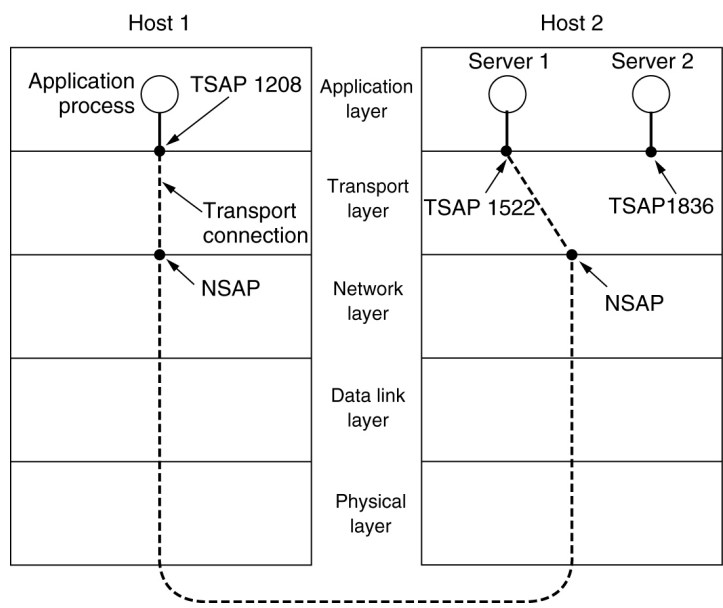 Host 1
Host 2
Application
process
TSAP 1208
Application
layer
Server 1
Server 2
Transport
connection
Transport
layer
TSAP 1522
TSAP1836
NSAP
Network
layer
NSAP
Data link
layer
Physical
layer